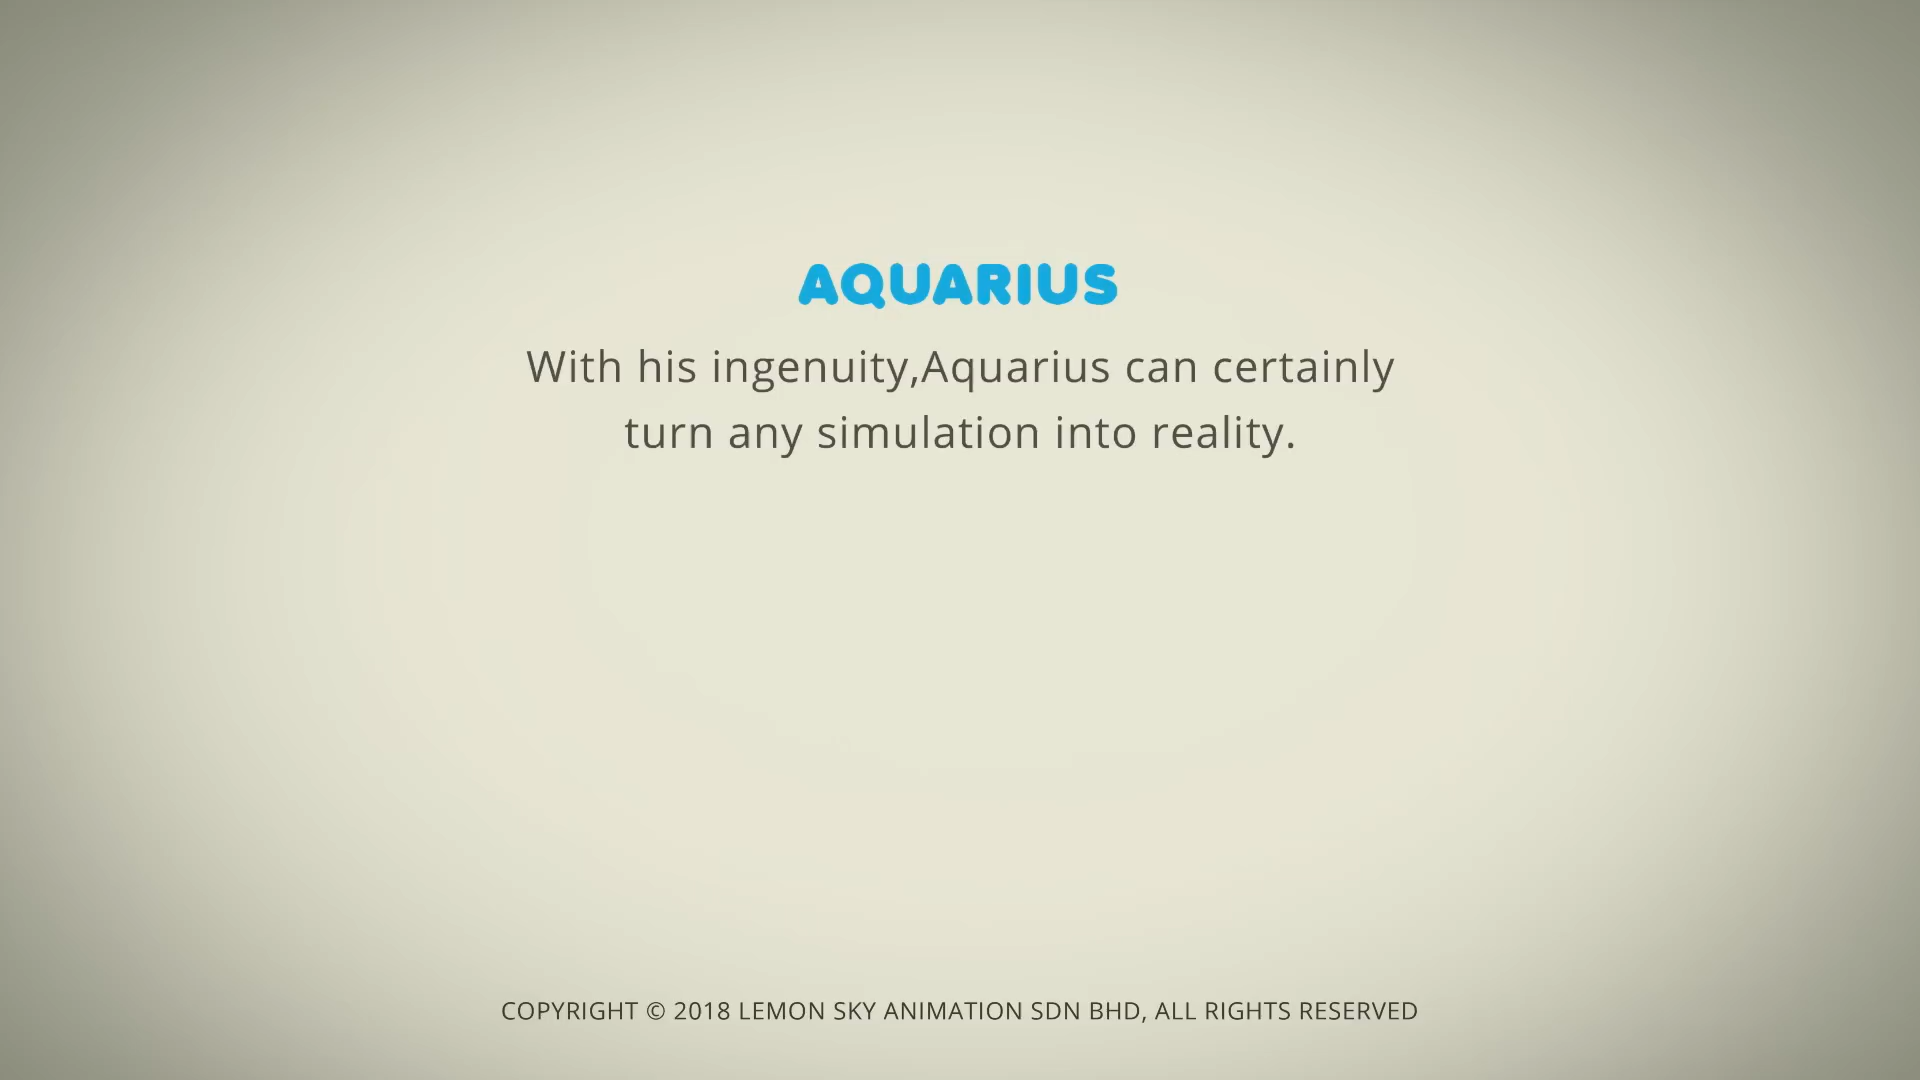 AQUARIUS
With his ingenuity,Aquarius can certainly
turn any simulation into reality.
COPYRIGHT © 2018 LEMON SKY ANIMATION SDN BHD, ALL RIGHTS RESERVED